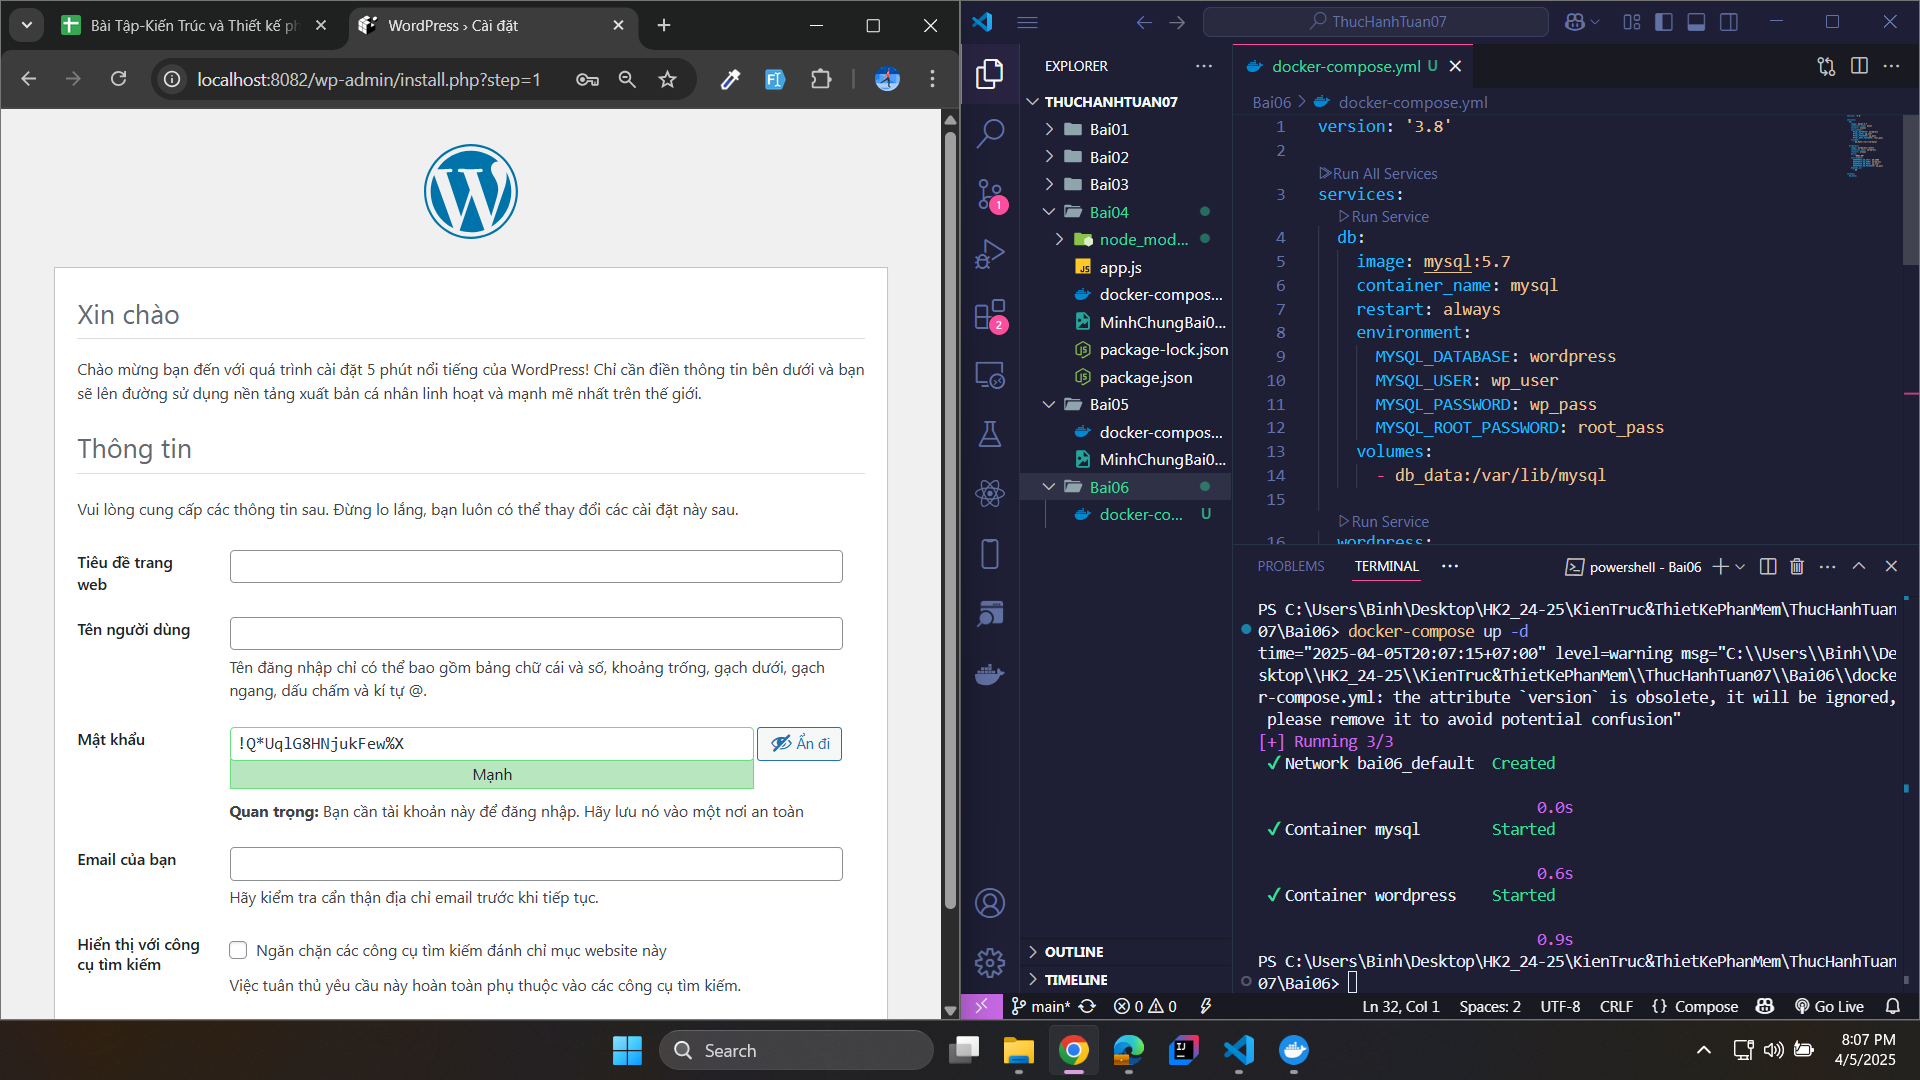 Bài Tập-Kiến Trúc và Thiết kế ph
WordPress › Cài đặt
localhost:8082/wp-admin/install.php?step=1
Xin chào
Chào mừng bạn đến với quá trình cài đặt 5 phút nổi tiếng của WordPress! Chỉ cần điền thông tin bên dưới và bạn
sẽ lên đường sử dụng nền tảng xuất bản cá nhân linh hoạt và mạnh mẽ nhất trên thế giới.
Thông tin
Vui lòng cung cấp các thông tin sau. Đừng lo lắng, bạn luôn có thể thay đổi các cài đặt này sau.
Tiêu đề trang
web
Tên người dùng
Tên đăng nhập chỉ có thể bao gồm bảng chữ cái và số, khoảng trống, gạch dưới, gạch
ngang, dấu chấm và kí tự @.
Mật khẩu
!Q*UqlG8HNjukFew%X
Ẩn đi
Mạnh
Quan trọng: Bạn cần tài khoản này để đăng nhập. Hãy lưu nó vào một nơi an toàn
Email của bạn
Hãy kiểm tra cẩn thận địa chỉ email trước khi tiếp tục.
Hiển thị với công
cụ tìm kiếm
Ngăn chặn các công cụ tìm kiếm đánh chỉ mục website này
Việc tuân thủ yêu cầu này hoàn toàn phụ thuộc vào các công cụ tìm kiếm.
ThucHanhTuan07
1
2
EXPLORER
THUCHANHTUAN07
Bai01
Bai02
Bai03
Bai04
node_mod...
app.js
docker-compos...
MinhChungBai0...
package-lock.json
package.json
Bai05
docker-compos...
MinhChungBai0...
Bai06
docker-co... U
OUTLINE
TIMELINE
docker-compose.yml U
Bai06 > docker-compose.yml
1 version: '3.8'
2
Run All Services
3 services:
Run Service
4 db:
5 image: mysql:5.7
6 container_name: mysql
7 restart: always
8 environment:
9 MYSQL_DATABASE: wordpress
10 MYSQL_USER: wp_user
11 MYSQL_PASSWORD: wp_pass
12 MYSQL_ROOT_PASSWORD: root_pass
13 volumes:
14 - db_data:/var/lib/mysql
15
Run Service
16 wordpress:
PROBLEMS TERMINAL
powershell - Bai06
PS C:\Users\Binh\Desktop\HK2_24-25\KienTruc&ThietKePhanMem\ThucHanhTuan
07\Bai06> docker-compose up -d
time="2025-04-05T20:07:15+07:00" level=warning msg="C:\\Users\\Binh\\De
sktop\\HK2_24-25\\KienTruc&ThietKePhanMem\\ThucHanhTuan07\\Bai06\\docke
r-compose.yml: the attribute `version` is obsolete, it will be ignored,
please remove it to avoid potential confusion"
[+] Running 3/3
✔ Network bai06_default Created
0.0s
✔ Container mysql Started
0.6s
✔ Container wordpress Started
0.9s
PS C:\Users\Binh\Desktop\HK2_24-25\KienTruc&ThietKePhanMem\ThucHanhTuan
07\Bai06>
main* 0 0 Ln 32, Col 1 Spaces: 2 UTF-8 CRLF {} Compose Go Live
Search
8:07 PM
4/5/2025